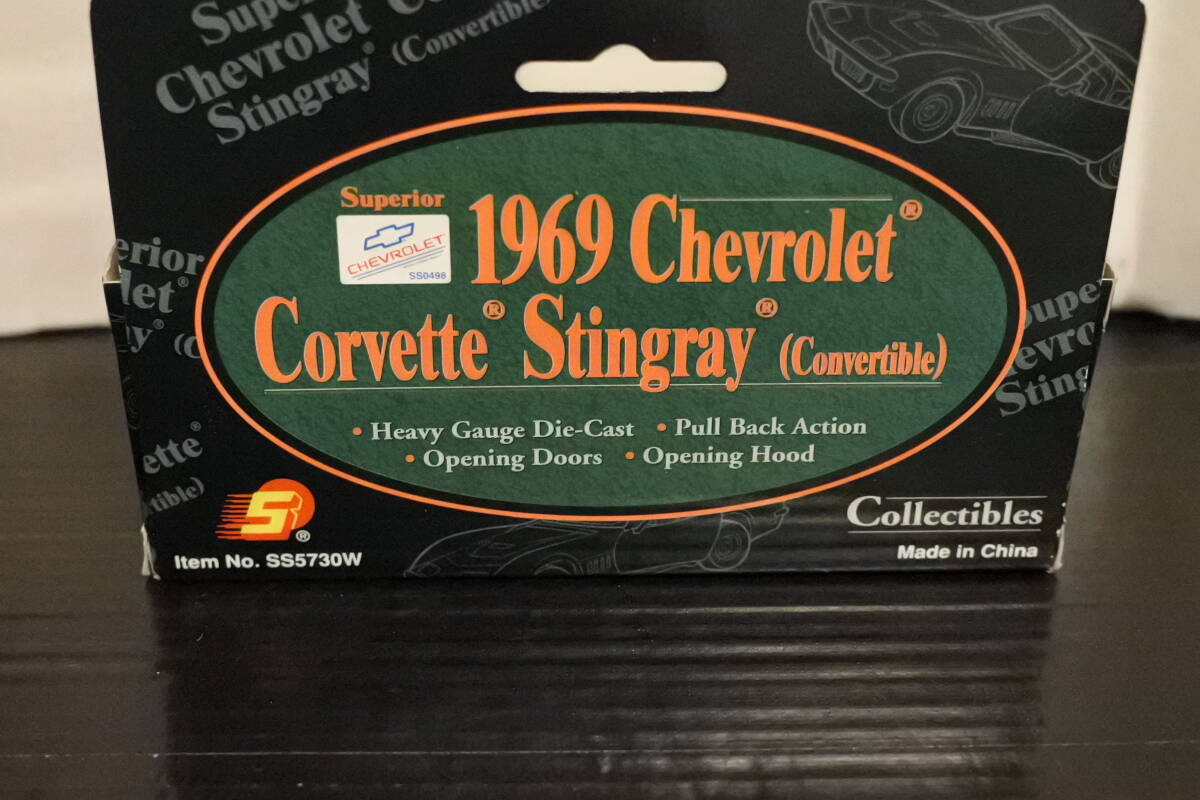 Chevrolet
Stingray® (Convertible)
Superior
CHEVROLET
SS0498
1969 Chevrolet®
Corvette® Stingray® (Convertible)
• Heavy Gauge Die-Cast • Pull Back Action
• Opening Doors • Opening Hood
S®
Item No. SS5730W
Collectibles
Made in China